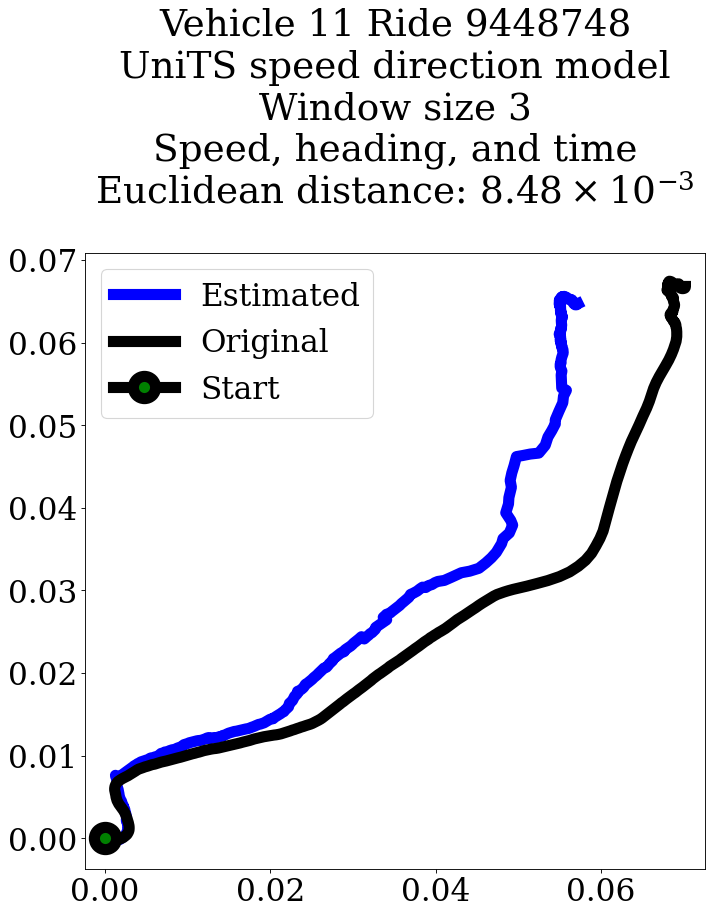 Vehicle 11 Ride 9448748
UniTS speed direction model
Window size 3
Speed, heading, and time
Euclidean distance: 8.48 × 10⁻³
0.07
0.06
0.05
0.04
0.03
0.02
0.01
0.00
Estimated
Original
Start
0.00 0.02 0.04 0.06